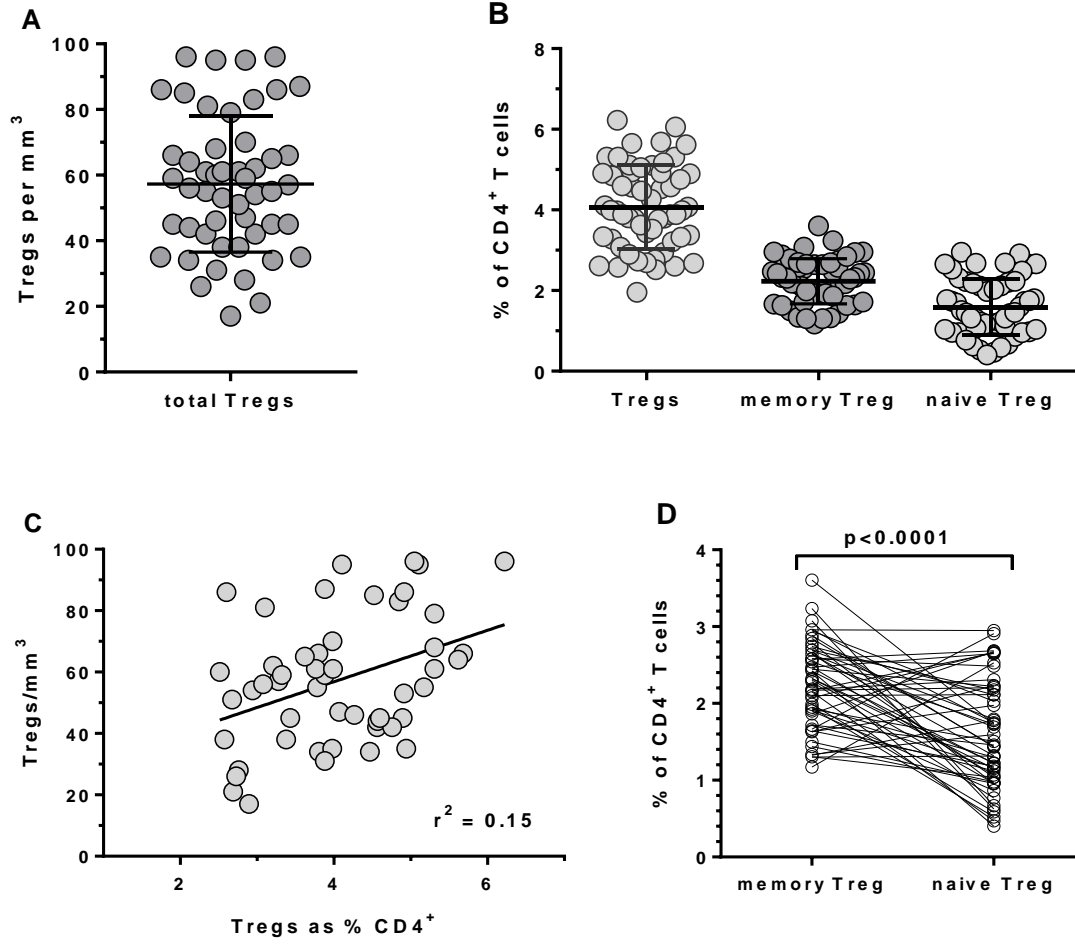 A
Tregs per mm³
100
80
60
40
20
0
total Tregs
B
% of CD4⁺ T cells
8
6
4
2
0
Tregs memory Treg naive Treg
C
Tregs/mm³
100
80
60
40
20
0
r² = 0.15
2 4 6
Tregs as % CD4⁺
D
p<0.0001
% of CD4⁺ T cells
4
3
2
1
0
memory Treg naive Treg